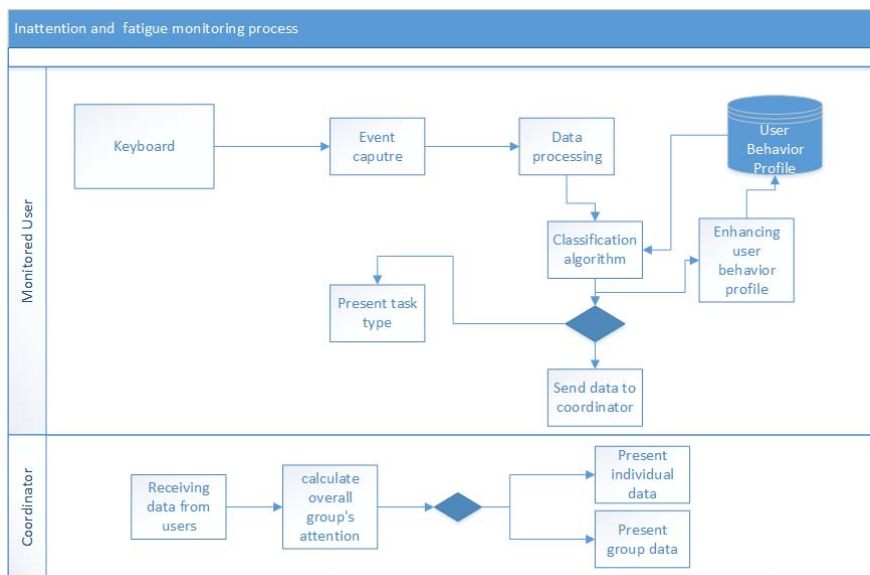 Inattention and fatigue monitoring process
Monitored User
Keyboard
Event
caputre
Data
processing
User
Behavior
Profile
Classification
algorithm
Enhancing
user
behavior
profile
Present task
type
Send data to
coordinator
Coordinator
Receiving
data from
users
calculate
overall
group's
attention
Present
individual
data
Present
group data